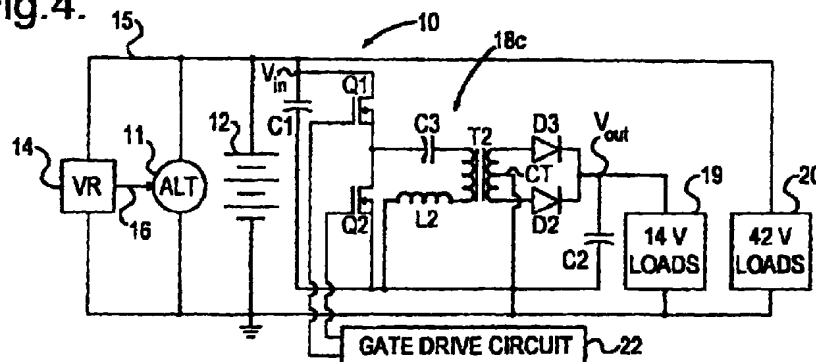 Fig.4.
15
10
18c
Vin
Q1
12
C1
C3
T2
D3
Vout
14
11
19
20
VR
ALT
CT
16
Q2
L2
D2
C2
14 V
LOADS
42 V
LOADS
GATE DRIVE CIRCUIT
22